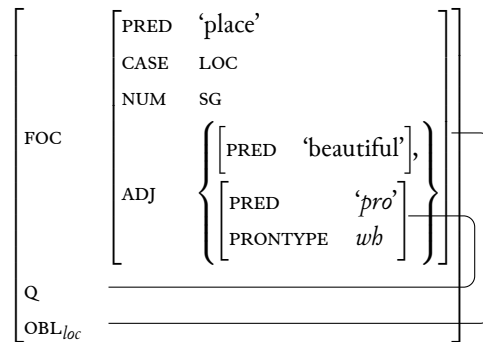 PRED ‘place’
CASE LOC
NUM SG
FOC
PRED ‘beautiful’ ,
ADJ
PRED ‘pro’
PRONTYPE wh
Q
OBLloc